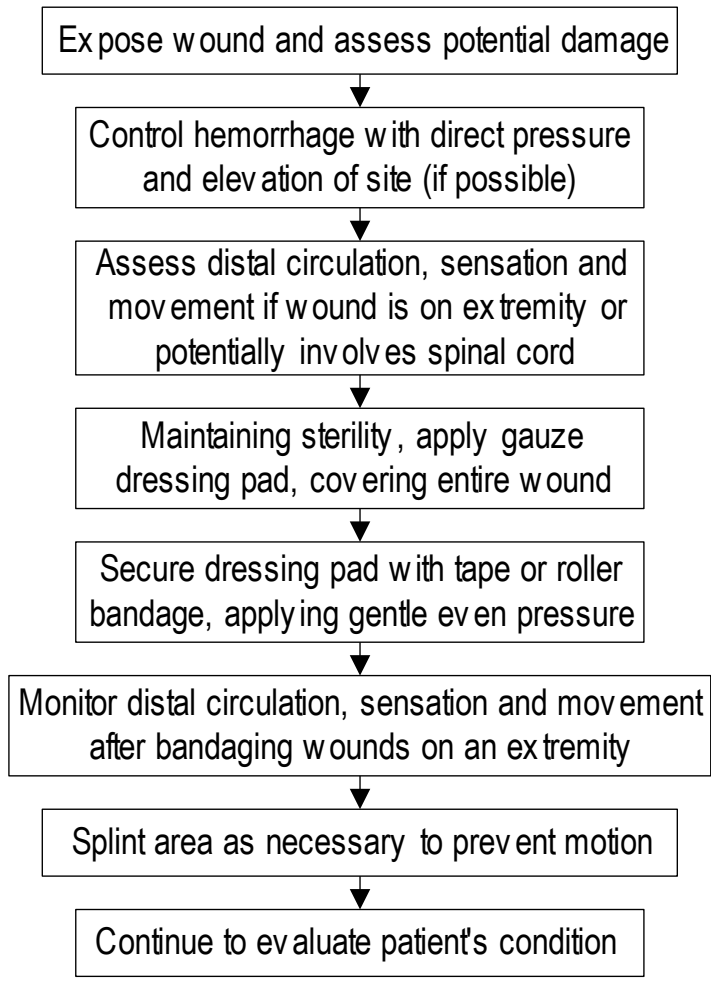 Expose wound and assess potential damage
Control hemorrhage with direct pressure
and elevation of site (if possible)
Assess distal circulation, sensation and
movement if wound is on extremity or
potentially involves spinal cord
Maintaining sterility, apply gauze
dressing pad, covering entire wound
Secure dressing pad with tape or roller
bandage, applying gentle even pressure
Monitor distal circulation, sensation and movement
after bandaging wounds on an extremity
Splint area as necessary to prevent motion
Continue to evaluate patient's condition